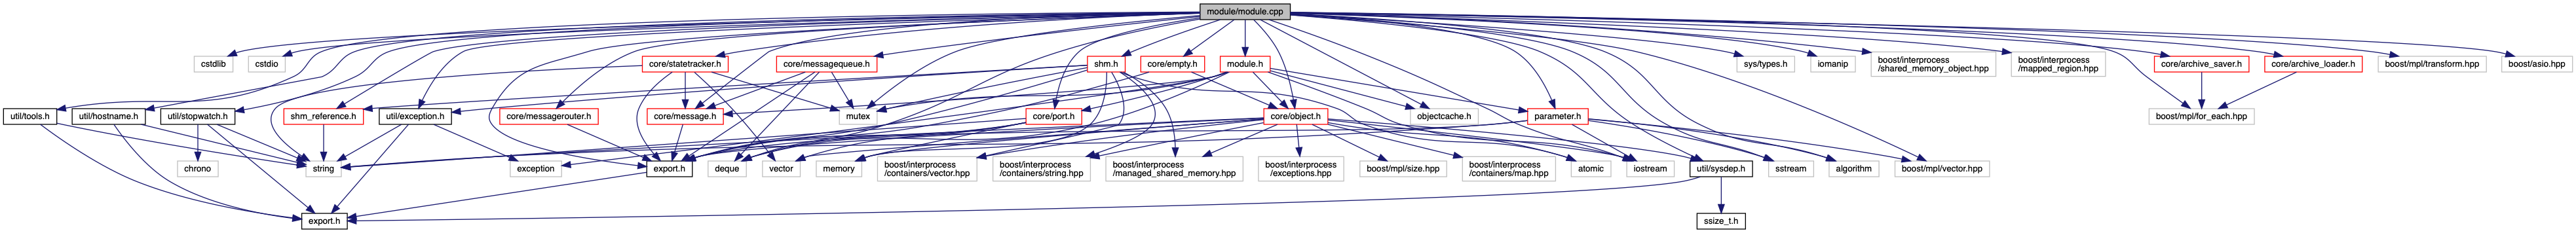 module/module.cpp
cstdlib
cstdio
core/statetracker.h
core/messagequeue.h
shm.h
core/empty.h
module.h
sys/types.h
iomanip
boost/interprocess
/shared_memory_object.hpp
boost/interprocess
/mapped_region.hpp
core/archive_saver.h
core/archive_loader.h
boost/mpl/transform.hpp
boost/asio.hpp
util/tools.h
util/hostname.h
util/stopwatch.h
shm_reference.h
util/exception.h
core/messagerouter.h
core/message.h
mutex
core/port.h
core/object.h
objectcache.h
parameter.h
boost/mpl/for_each.hpp
chrono
string
exception
export.h
deque
vector
memory
boost/interprocess
/containers/vector.hpp
boost/interprocess
/containers/string.hpp
boost/interprocess
/managed_shared_memory.hpp
boost/interprocess
/exceptions.hpp
boost/mpl/size.hpp
boost/interprocess
/containers/map.hpp
atomic
iostream
util/sysdep.h
sstream
algorithm
boost/mpl/vector.hpp
export.h
ssize_t.h